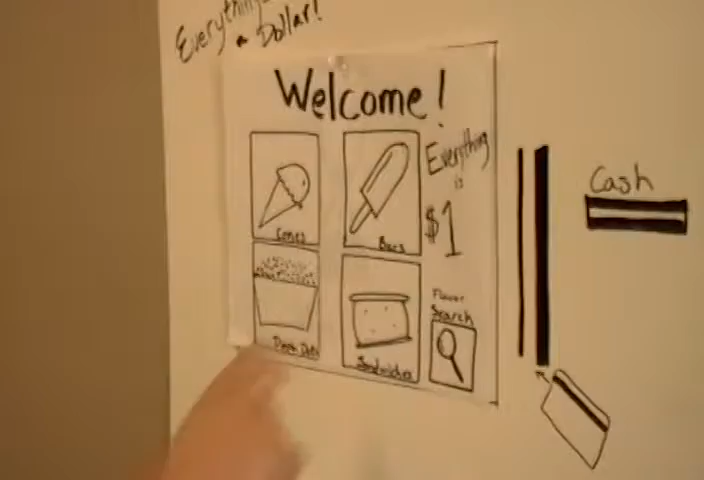 Everything
a Dollar!
Welcome!
Everything
is
$1
Cones
Bars
Flavor
Search
Sandwiches
Cash